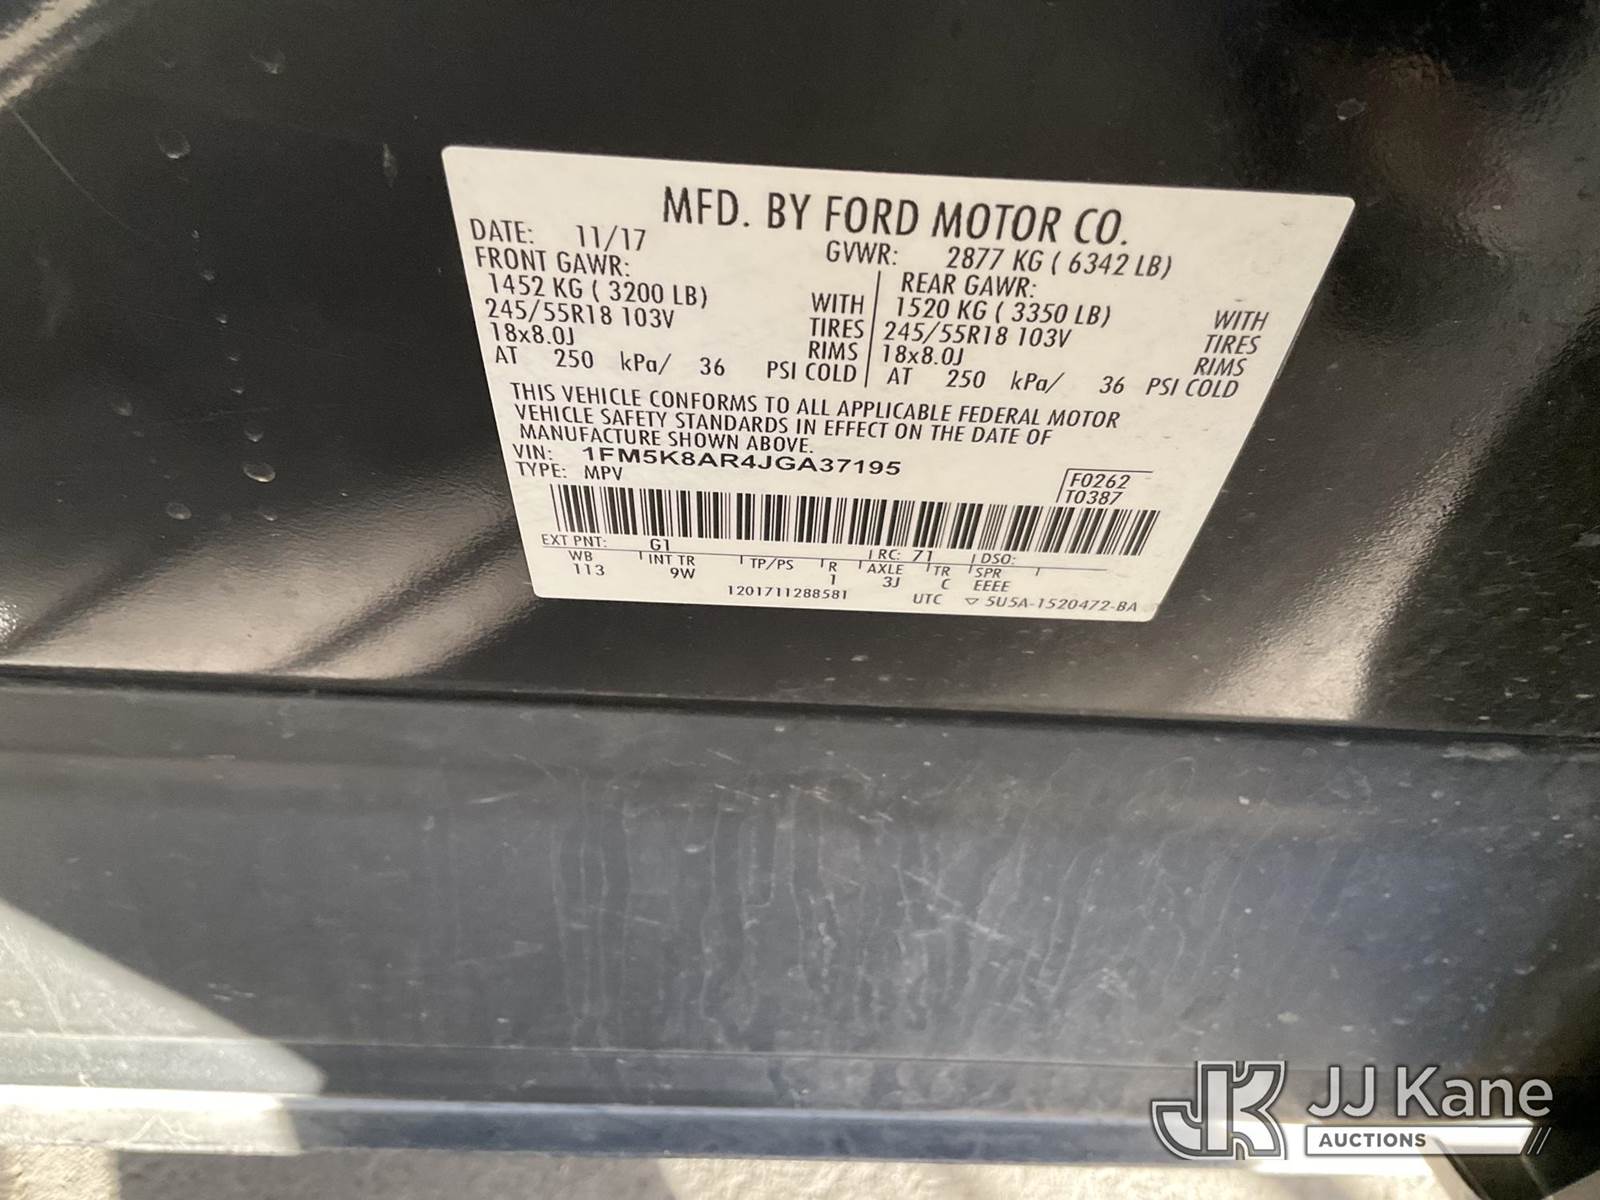 MFD. BY FORD MOTOR CO.
DATE: 11/17 GVWR: 2877 KG ( 6342 LB)
FRONT GAWR: REAR GAWR:
1452 KG ( 3200 LB) WITH 1520 KG ( 3350 LB) WITH
245/55R18 103V TIRES 245/55R18 103V TIRES
18x8.0J RIMS 18x8.0J RIMS
AT 250 kPa/ 36 PSI COLD AT 250 kPa/ 36 PSI COLD
THIS VEHICLE CONFORMS TO ALL APPLICABLE FEDERAL MOTOR
VEHICLE SAFETY STANDARDS IN EFFECT ON THE DATE OF
MANUFACTURE SHOWN ABOVE.
VIN: 1FM5K8AR4JGA37195
TYPE: MPV
F0262
T0387
EXT PNT: G1 RC: 71 DSO:
WB INT TR TP/PS R AXLE TR SPR
113 9W 1 3J C EEEE
1201711288581 UTC ▽ 5U5A-1520472-BA
JK JJ Kane
AUCTIONS